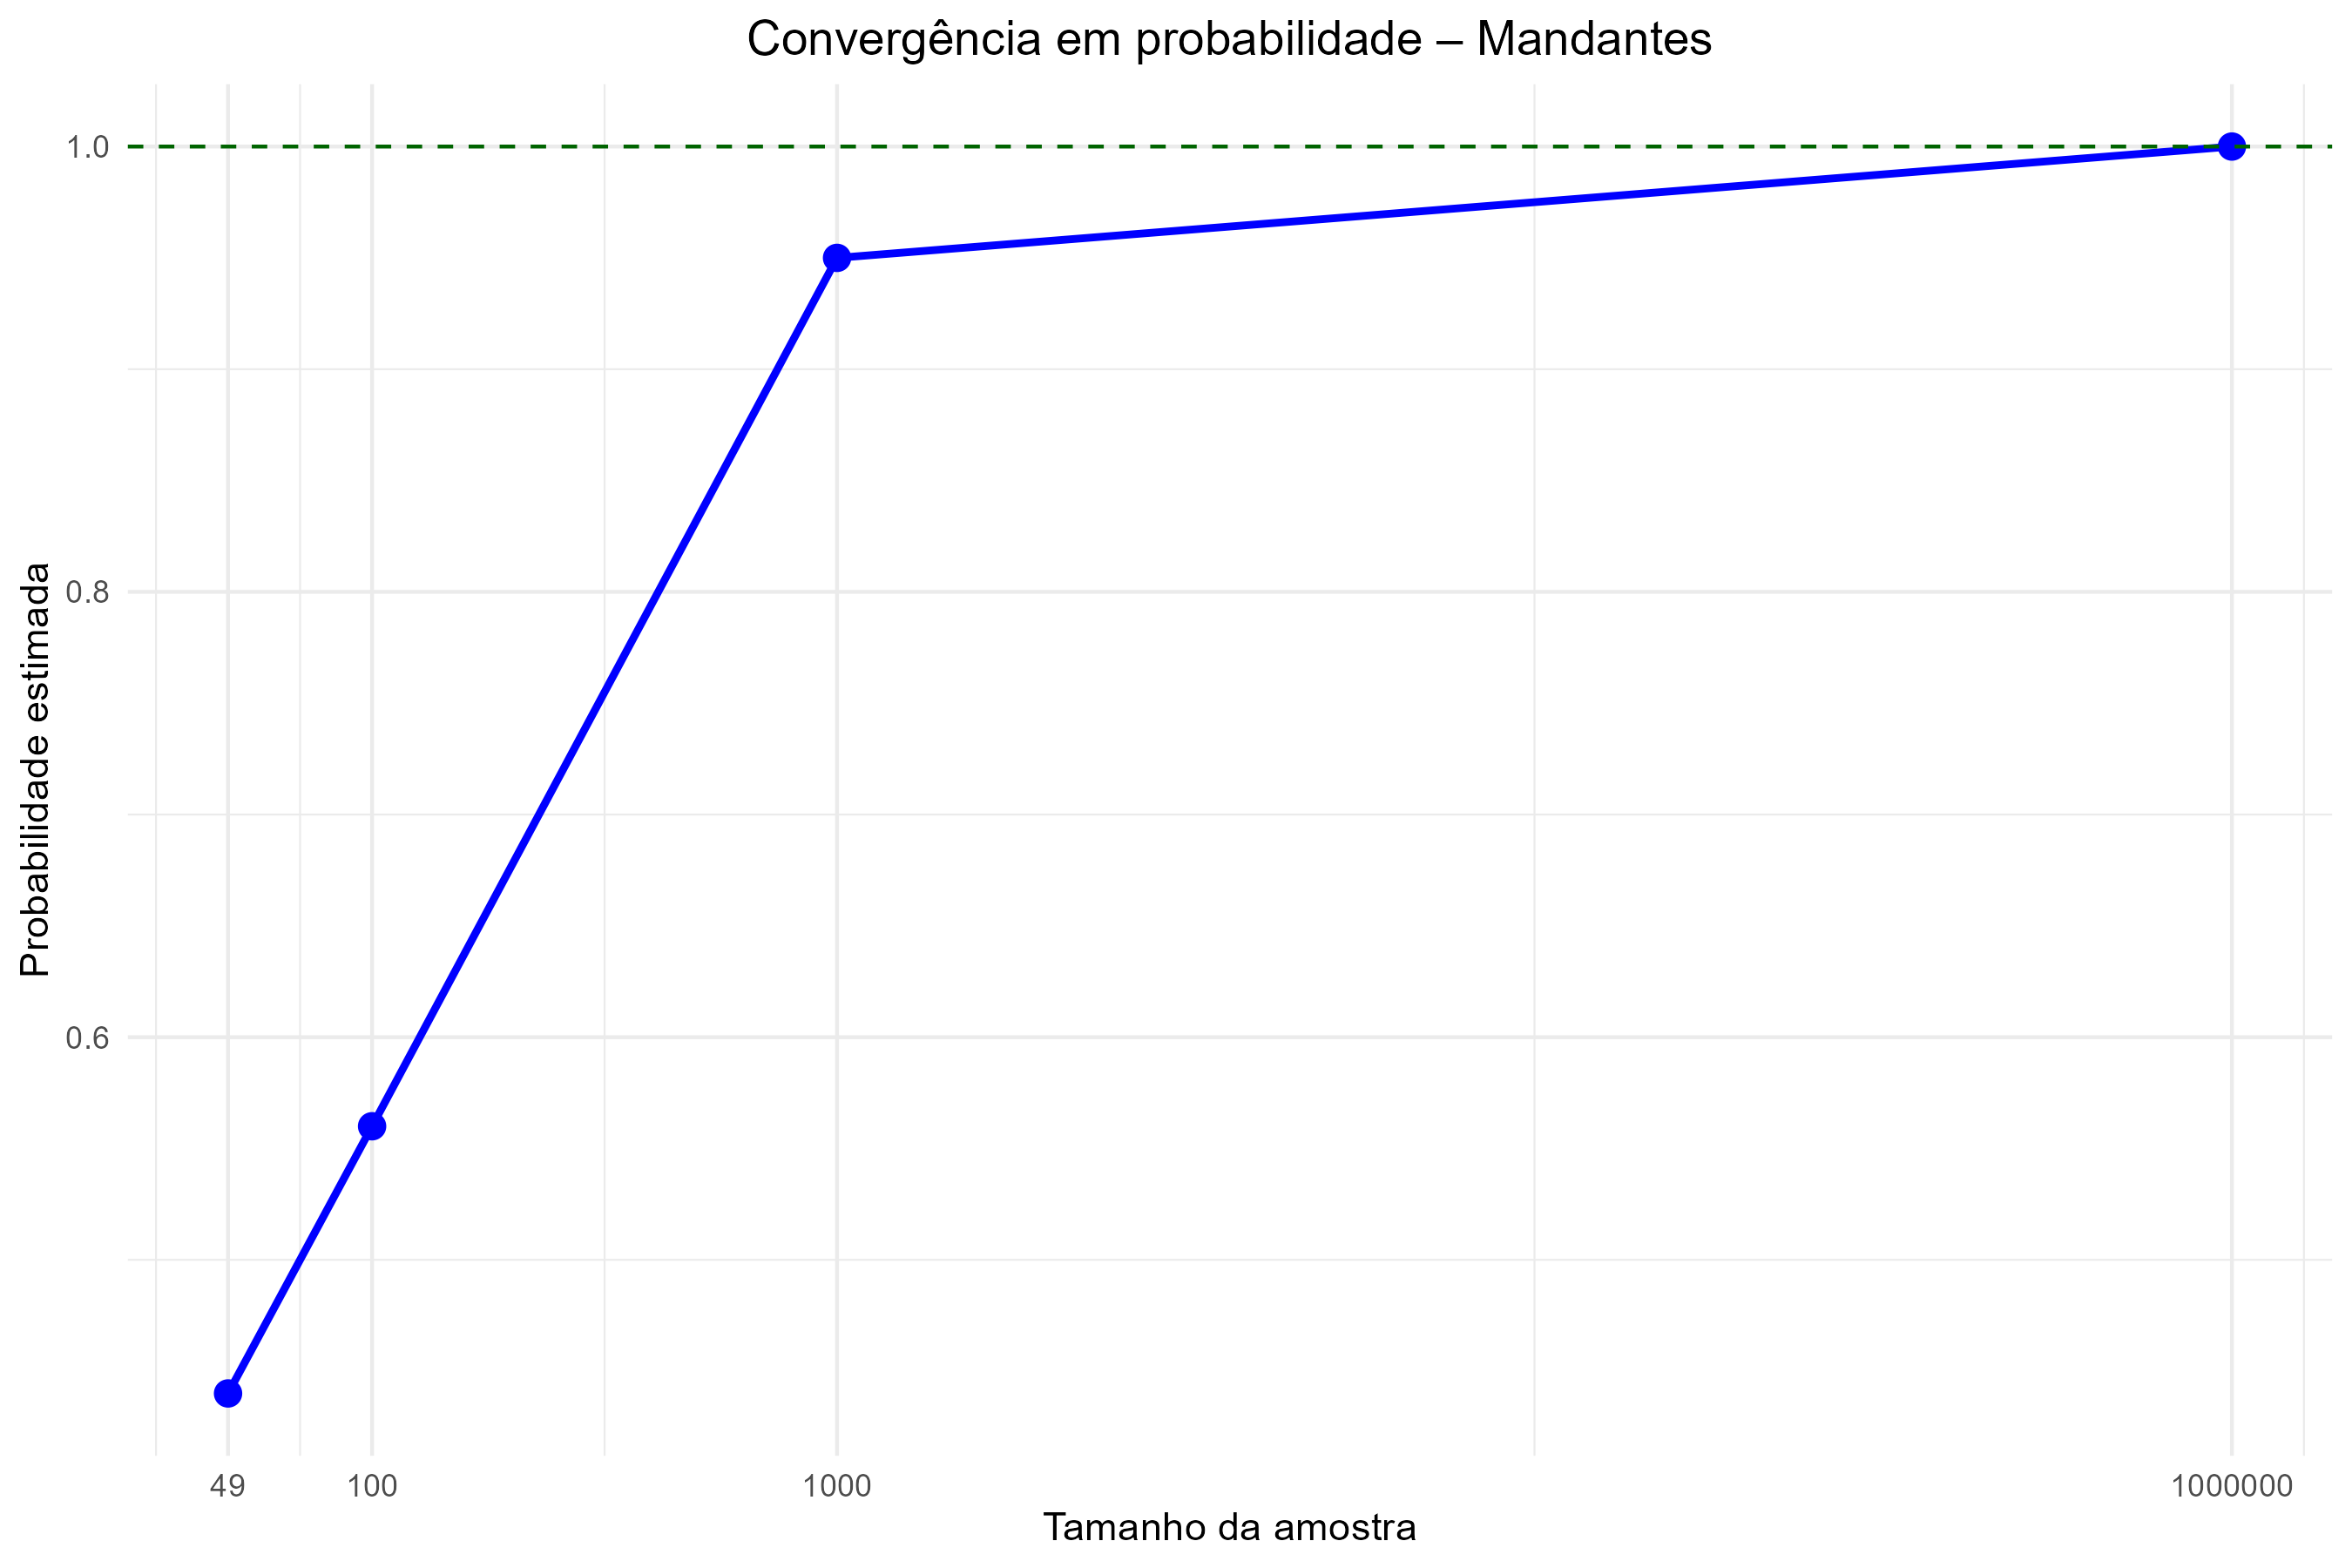 Convergência em probabilidade – Mandantes
Probabilidade estimada
1.0
0.8
0.6
49 100 1000 1000000
Tamanho da amostra